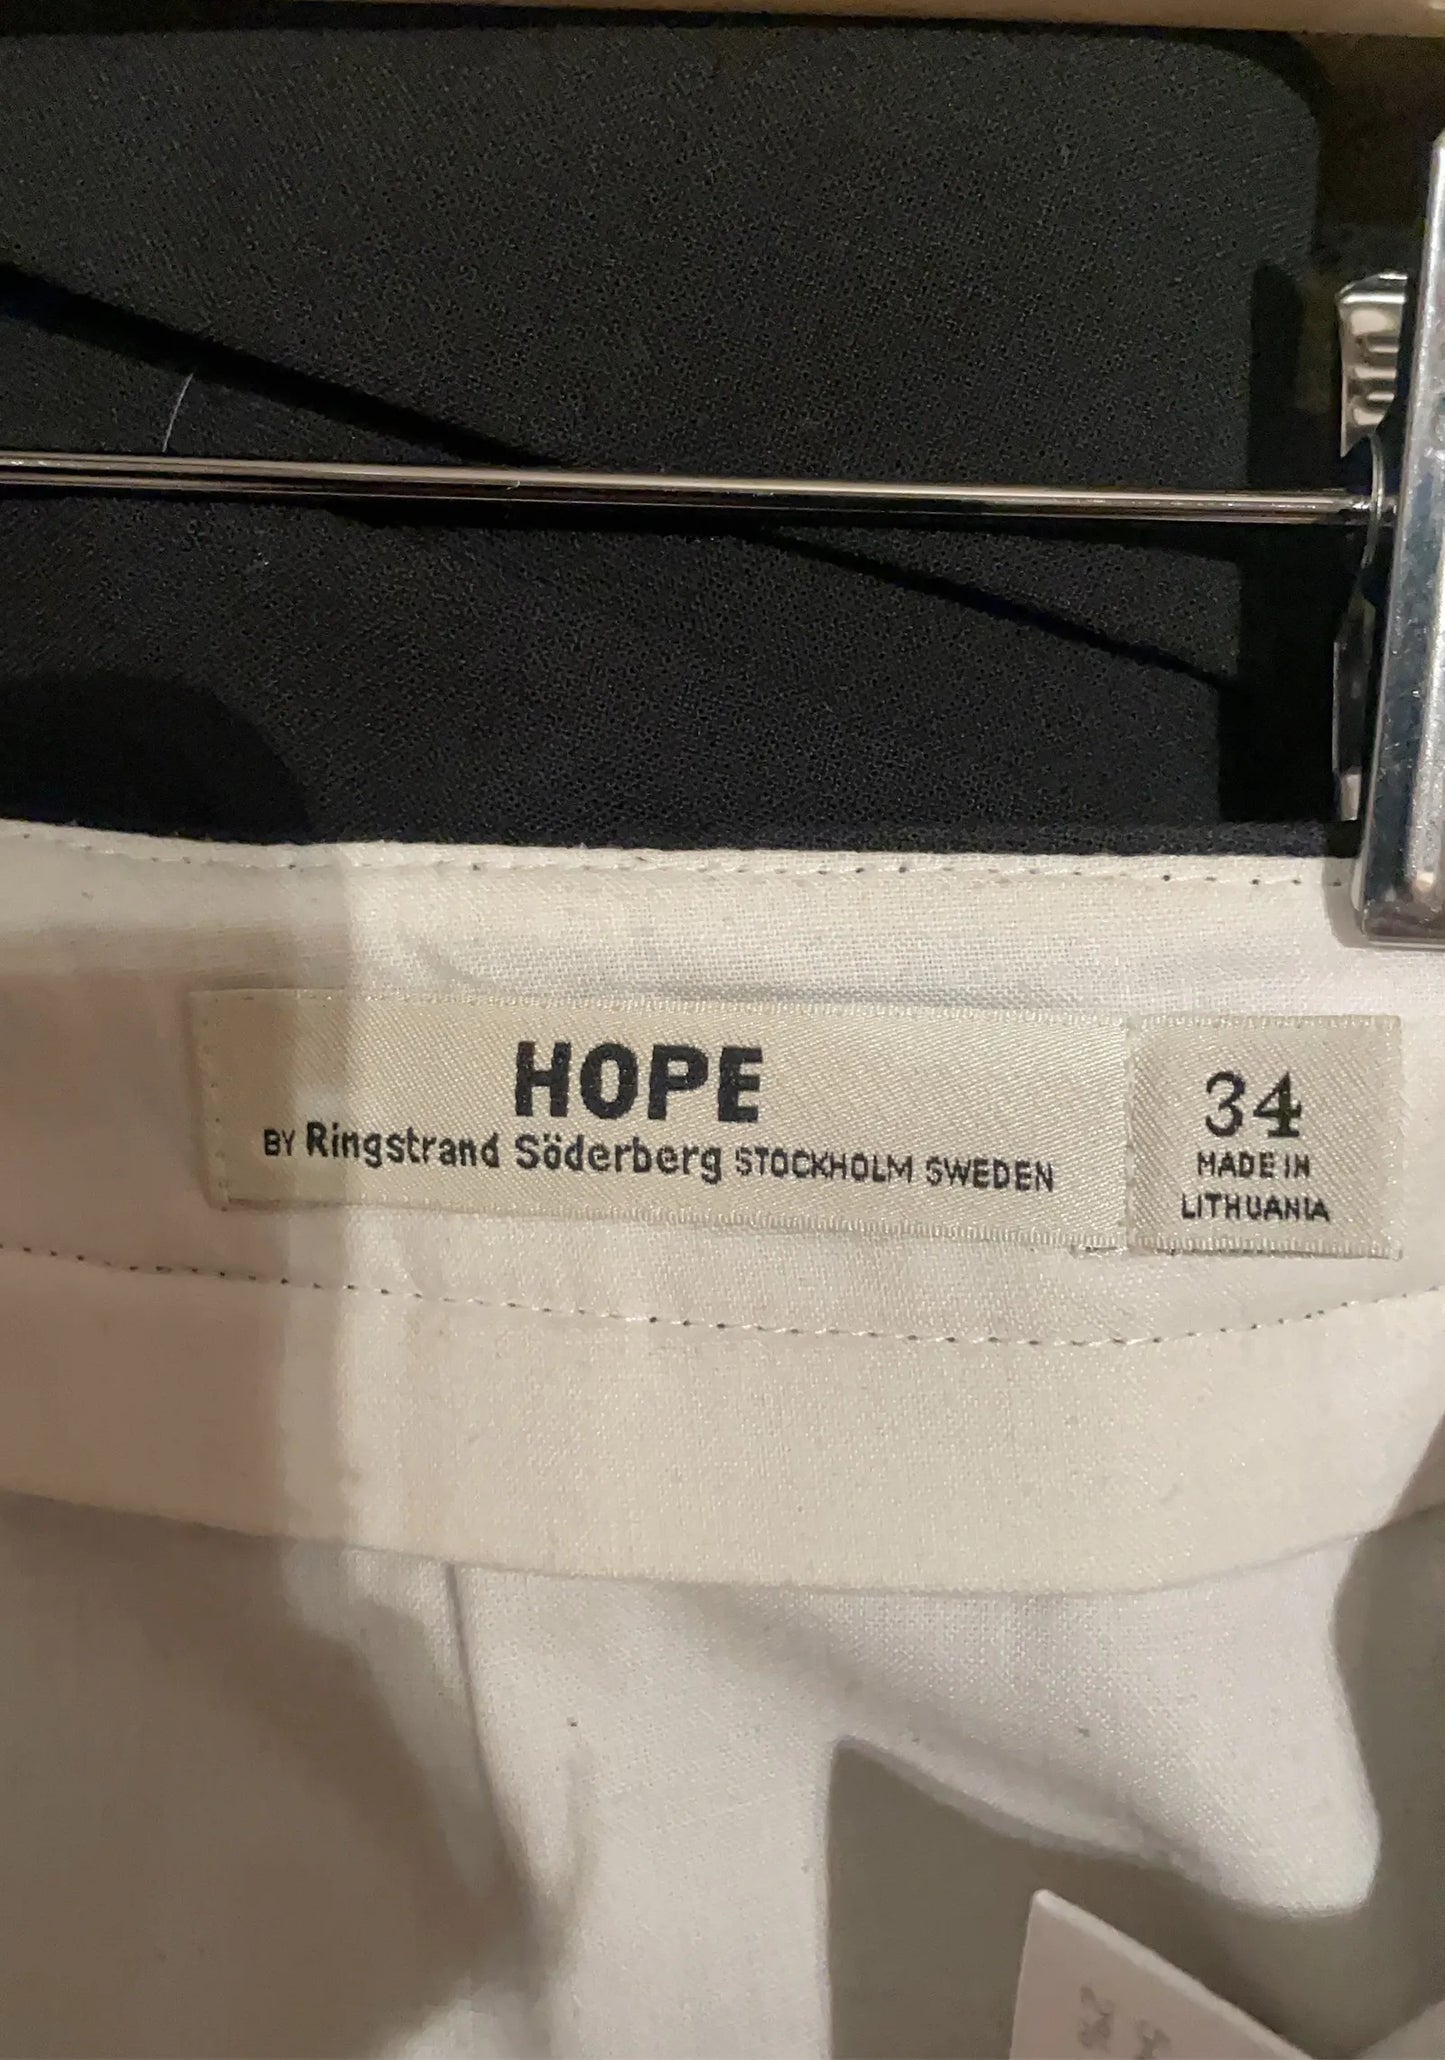 HOPE
BY Ringstrand Söderberg STOCKHOLM SWEDEN
34
MADE IN
LITHUANIA